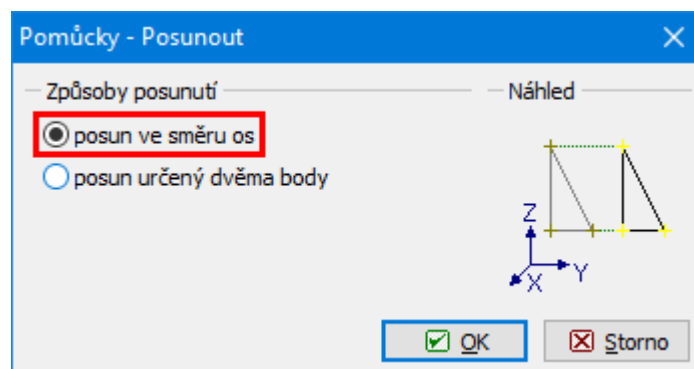 Pomůcky - Posunout
Způsoby posunutí
Náhled
posun ve směru os
posun určený dvěma body
Z
Y
X
OK
Storno